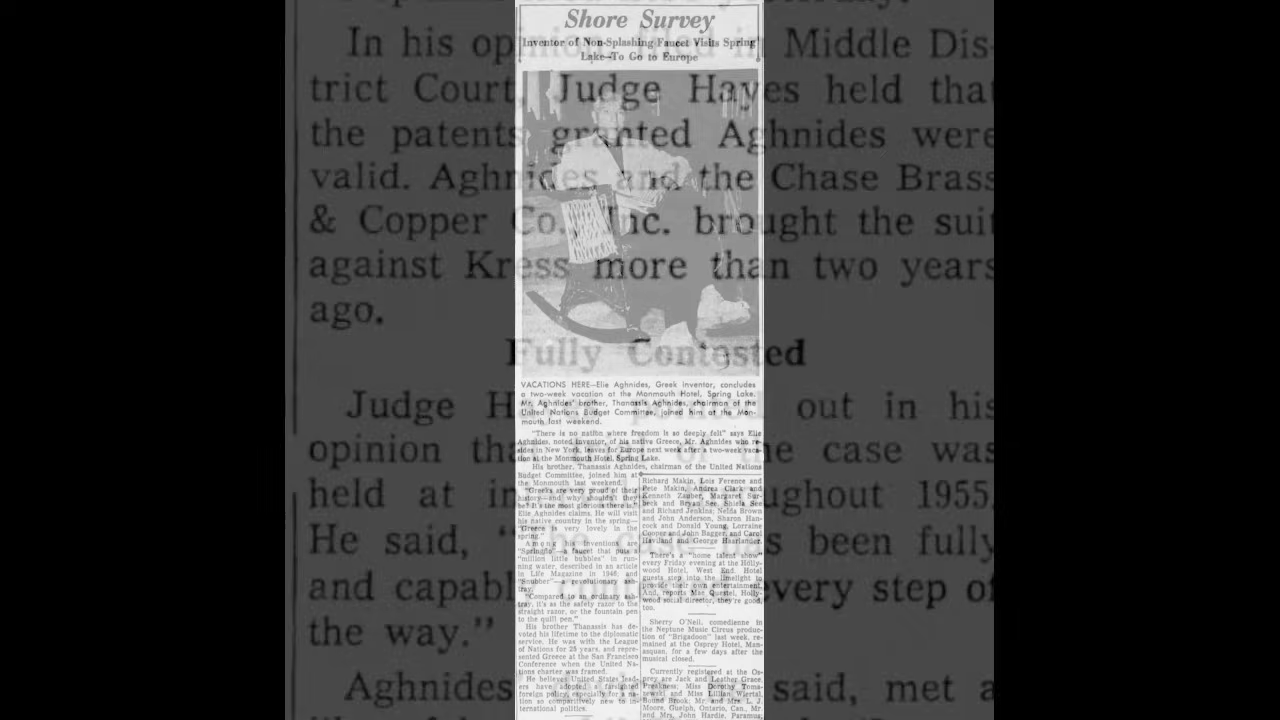 In his opinion filed in Middle Dis-
trict Court, Judge Hayes held that
the patents granted Aghnides were
valid. Aghnides and the Chase Brass
& Copper Co., Inc. brought the suit
against Kress more than two years
ago.
Fully Contested
Judge H out in his
opinion tha the case was
held at in ughout 1955.
He said, "The case has been fully
and capabl every step of
the way."
Aghnides said, met a
Shore Survey
Inventor of Non-Splashing Faucet Visits Spring
Lake—To Go to Europe
VACATIONS HERE—Elie Aghnides, Greek inventor, concludes
a two-week vacation at the Monmouth Hotel, Spring Lake.
Mr. Aghnides' brother, Thanassis Aghnides, chairman of the
United Nations Budget Committee, joined him at the Mon-
mouth last weekend.
"There is no nation where freedom is so deeply felt" says Elie
Aghnides, noted inventor, of his native Greece. Mr. Aghnides who re-
sides in New York, leaves for Europe next week after a two-week vaca-
tion at the Monmouth Hotel, Spring Lake.
His brother, Thanassis Aghnides, chairman of the United Nations
Budget Committee, joined him at
the Monmouth last weekend.
"Greeks are very proud of their
history—and why shouldn't they
be? It's the most glorious there is,"
Elie Aghnides claims. He will visit
his native country in the spring—
"Greece is very lovely in the
spring."
Among his inventions are
"Springflo"—a faucet that puts a
"million little bubbles" in run-
ning water, described in an article
in Life Magazine in 1946; and
"Snubber"—a revolutionary ash-
tray.
"Compared to an ordinary ash-
tray, it's as the safety razor to the
straight razor, or the fountain pen
to the quill pen."
His brother Thanassis has de-
voted his lifetime to the diplomatic
service. He was with the League
of Nations for 25 years, and repre-
sented Greece at the San Francisco
Conference when the United Na-
tions charter was framed.
He believes United States lead-
ers have adopted a farsighted
foreign policy, especially for a na-
tion so comparitively new to in-
ternational politics.
Richard Makin, Lois Ference and
Pete Makin, Andrea Clark and
Kenneth Zauber, Margaret Sur-
beck and Bryan See, Shiela See
and Richard Jenkins; Nelda Brown
and John Anderson, Sharon Han-
cock and Donald Young, Lorraine
Cooper and John Bagger, and Carol
Haviland and George Haarlander.
There's a "home talent show"
every Friday evening at the Holly-
wood Hotel, West End. Hotel
guests step into the limelight to
provide their own entertainment.
And, reports Mae Questel, Holly-
wood social director, they're good,
too.
Sherry O'Neil, comedienne in
the Neptune Music Circus produc-
tion of "Brigadoon" last week, re-
mained at the Osprey Hotel, Man-
asquan, for a few days after the
musical closed.
Currently registered at the Os-
prey are Jack and Leather Grace,
Preakness; Miss Dorothy Toma-
and Miss Lillian Wiertel,
Bound Brook; Mr. and Mrs. L. J.
Moore, Guelph, Ontario, Can., Mr.
and Mrs. John Hardie, Paramus,